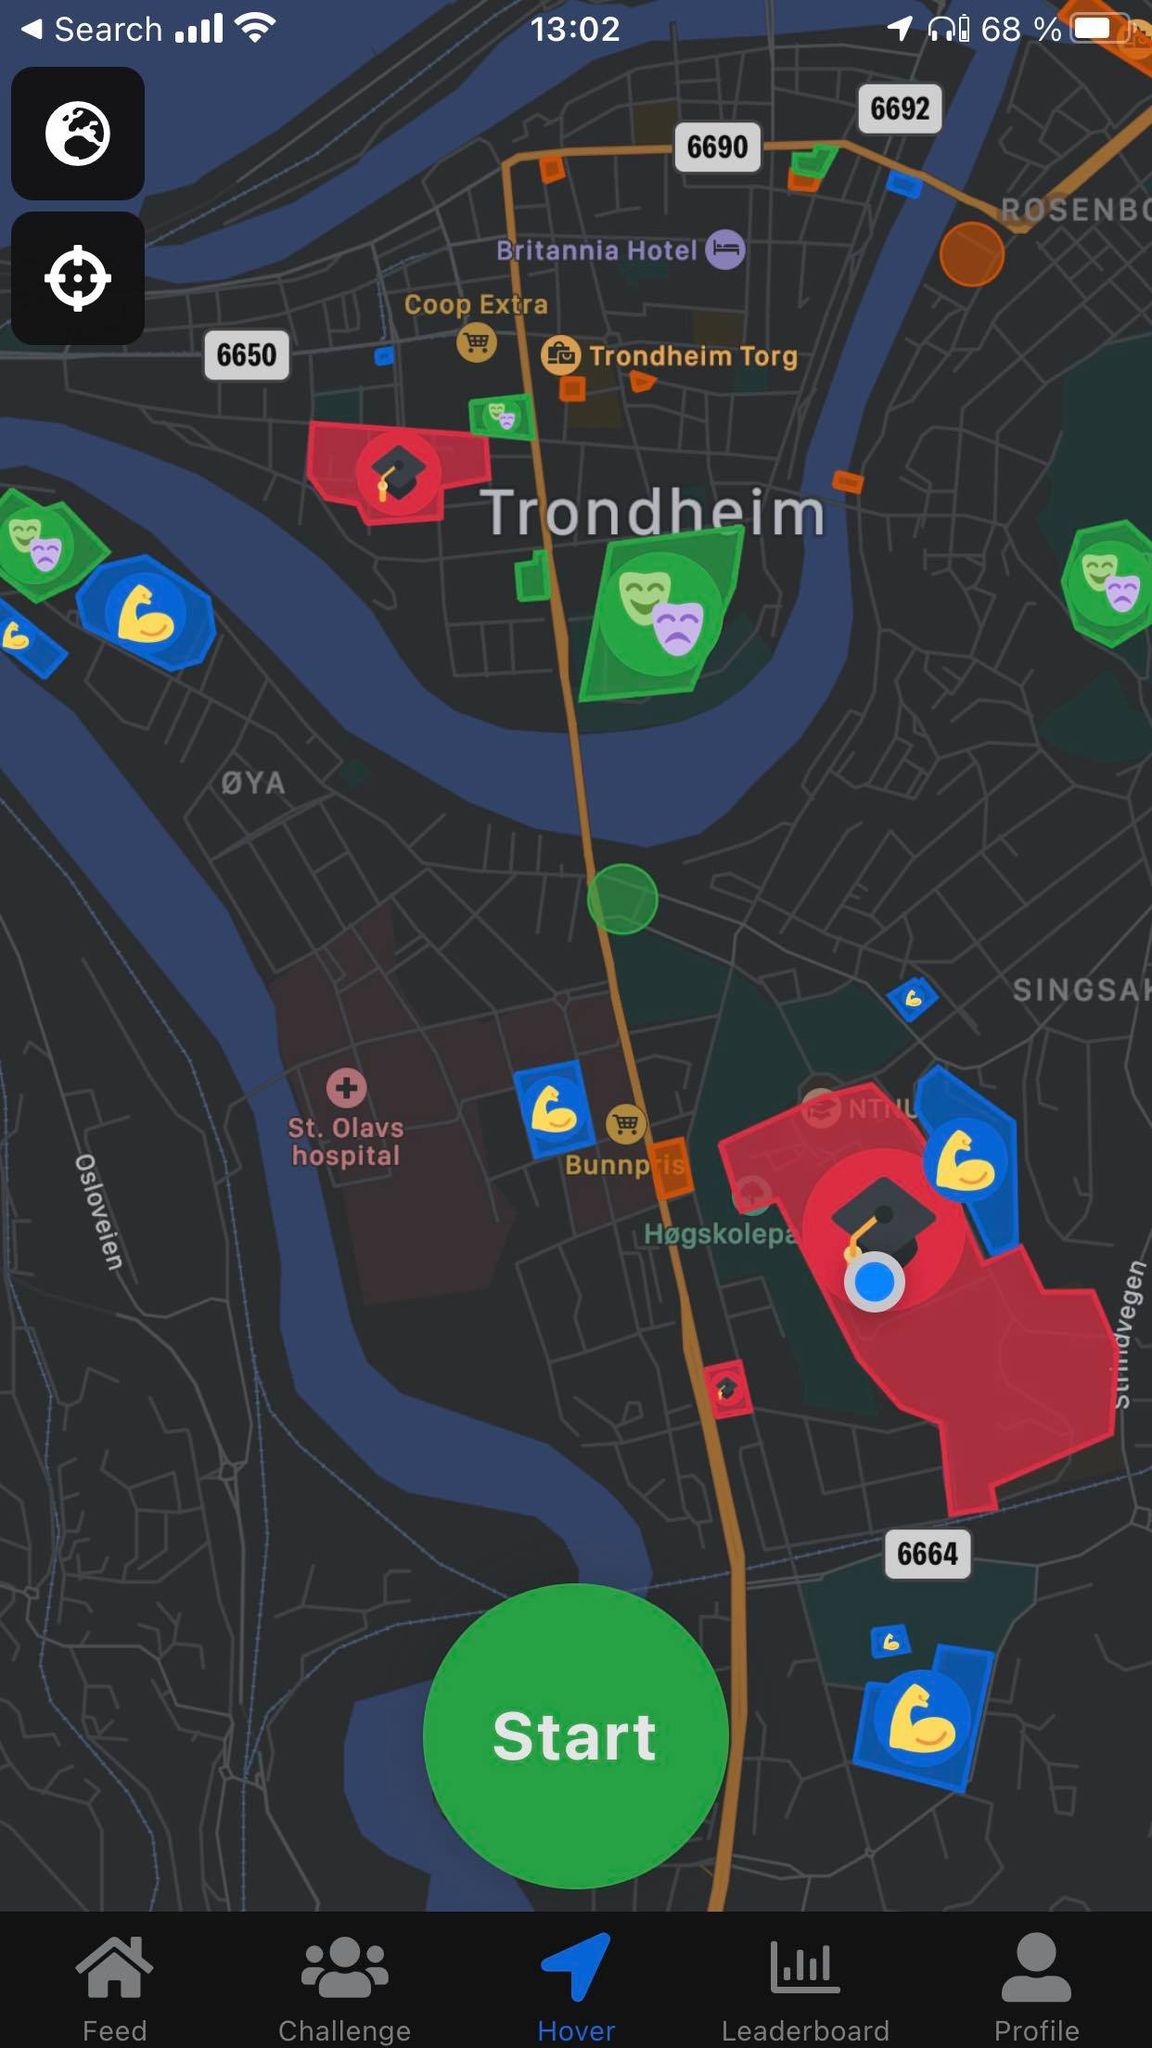 Search
13:02
68 %
6692
6690
ROSENBO
Britannia Hotel
Coop Extra
6650
Trondheim Torg
Trondheim
ØYA
SINGSAK
St. Olavs
hospital
NTNU
Bunnpris
Høgskolepa
Osloveien
Strindvegen
6664
Start
Feed
Challenge
Hover
Leaderboard
Profile